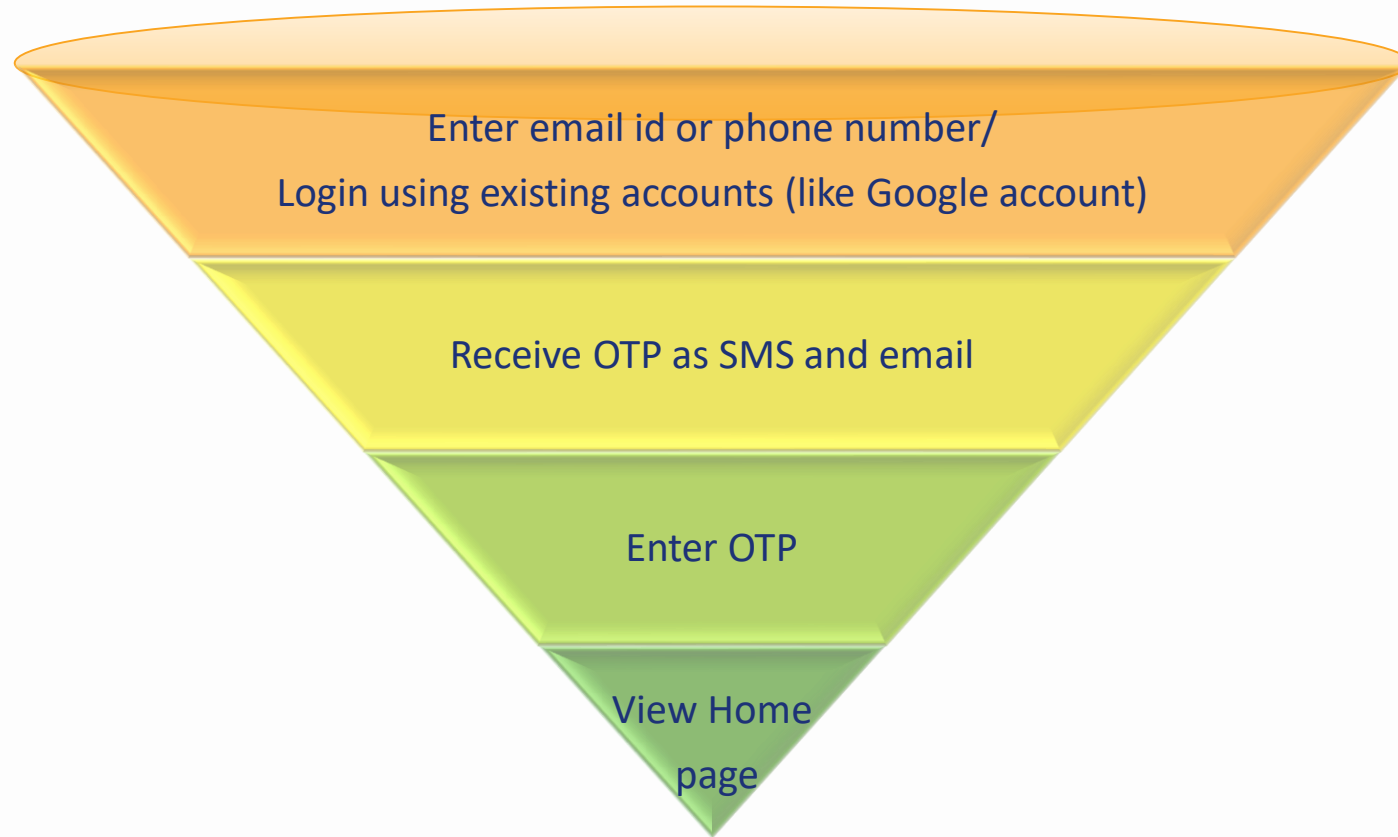 Enter email id or phone number/
Login using existing accounts (like Google account)
Receive OTP as SMS and email
Enter OTP
View Home
page